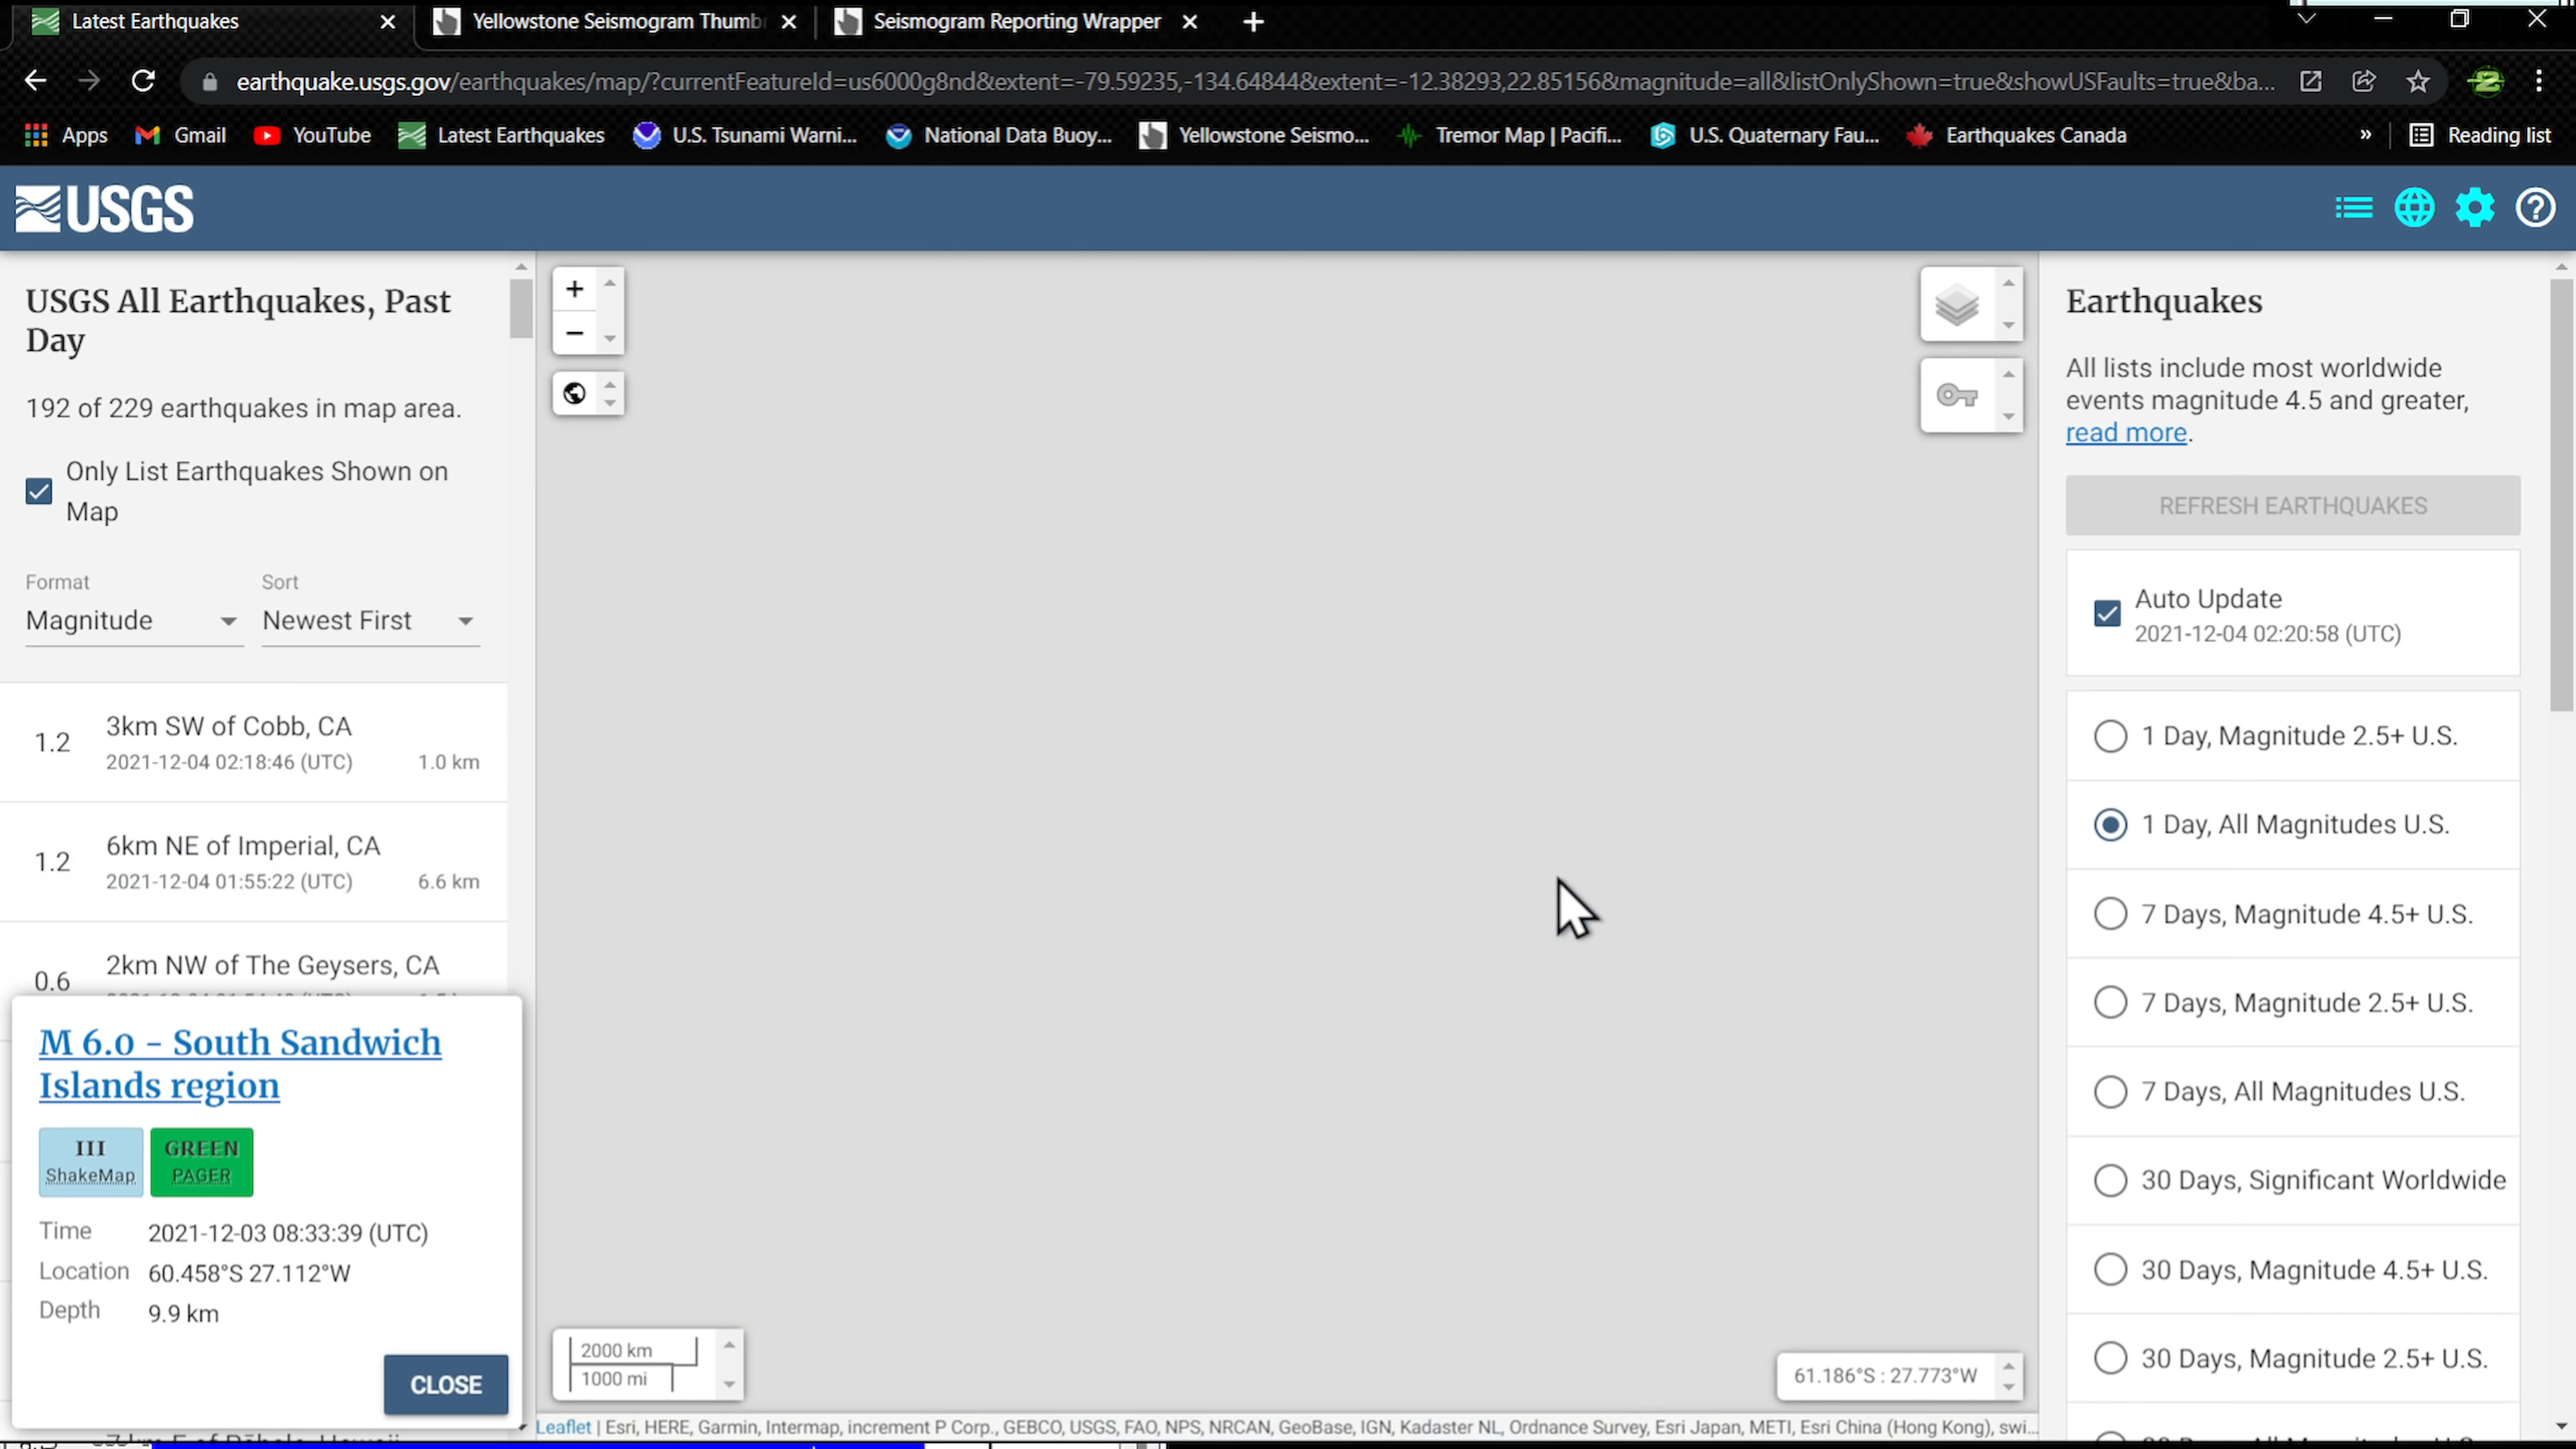 Latest Earthquakes
Yellowstone Seismogram Thumb
Seismogram Reporting Wrapper
earthquake.usgs.gov/earthquakes/map/?currentFeatureId=us6000g8nd&extent=-79.59235,-134.64844&extent=-12.38293,22.85156&magnitude=all&listOnlyShown=true&showUSFaults=true&ba...
Apps Gmail YouTube Latest Earthquakes U.S. Tsunami Warni... National Data Buoy... Yellowstone Seismo... Tremor Map | Pacifi... U.S. Quaternary Fau... Earthquakes Canada » Reading list
USGS
USGS All Earthquakes, Past
Day
192 of 229 earthquakes in map area.
Only List Earthquakes Shown on
Map
Format Sort
Magnitude Newest First
1.2 3km SW of Cobb, CA
2021-12-04 02:18:46 (UTC) 1.0 km
1.2 6km NE of Imperial, CA
2021-12-04 01:55:22 (UTC) 6.6 km
0.6 2km NW of The Geysers, CA
M 6.0 - South Sandwich
Islands region
III
ShakeMap
GREEN
PAGER
Time 2021-12-03 08:33:39 (UTC)
Location 60.458°S 27.112°W
Depth 9.9 km
CLOSE
+
−
2000 km
1000 mi
61.186°S : 27.773°W
Leaflet | Esri, HERE, Garmin, Intermap, increment P Corp., GEBCO, USGS, FAO, NPS, NRCAN, GeoBase, IGN, Kadaster NL, Ordnance Survey, Esri Japan, METI, Esri China (Hong Kong), swi...
Earthquakes
All lists include most worldwide
events magnitude 4.5 and greater,
read more.
REFRESH EARTHQUAKES
Auto Update
2021-12-04 02:20:58 (UTC)
1 Day, Magnitude 2.5+ U.S.
1 Day, All Magnitudes U.S.
7 Days, Magnitude 4.5+ U.S.
7 Days, Magnitude 2.5+ U.S.
7 Days, All Magnitudes U.S.
30 Days, Significant Worldwide
30 Days, Magnitude 4.5+ U.S.
30 Days, Magnitude 2.5+ U.S.